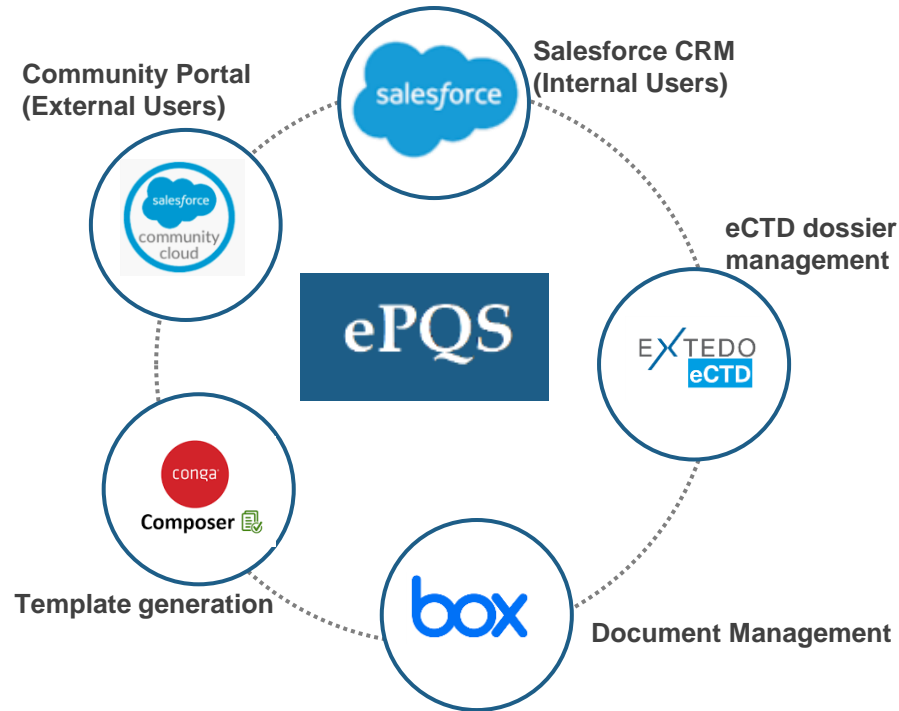 Salesforce CRM
(Internal Users)
salesforce
Community Portal
(External Users)
salesforce
community
cloud
eCTD dossier
management
EXTEDO
eCTD
ePQS
conga
Composer
Template generation
box
Document Management